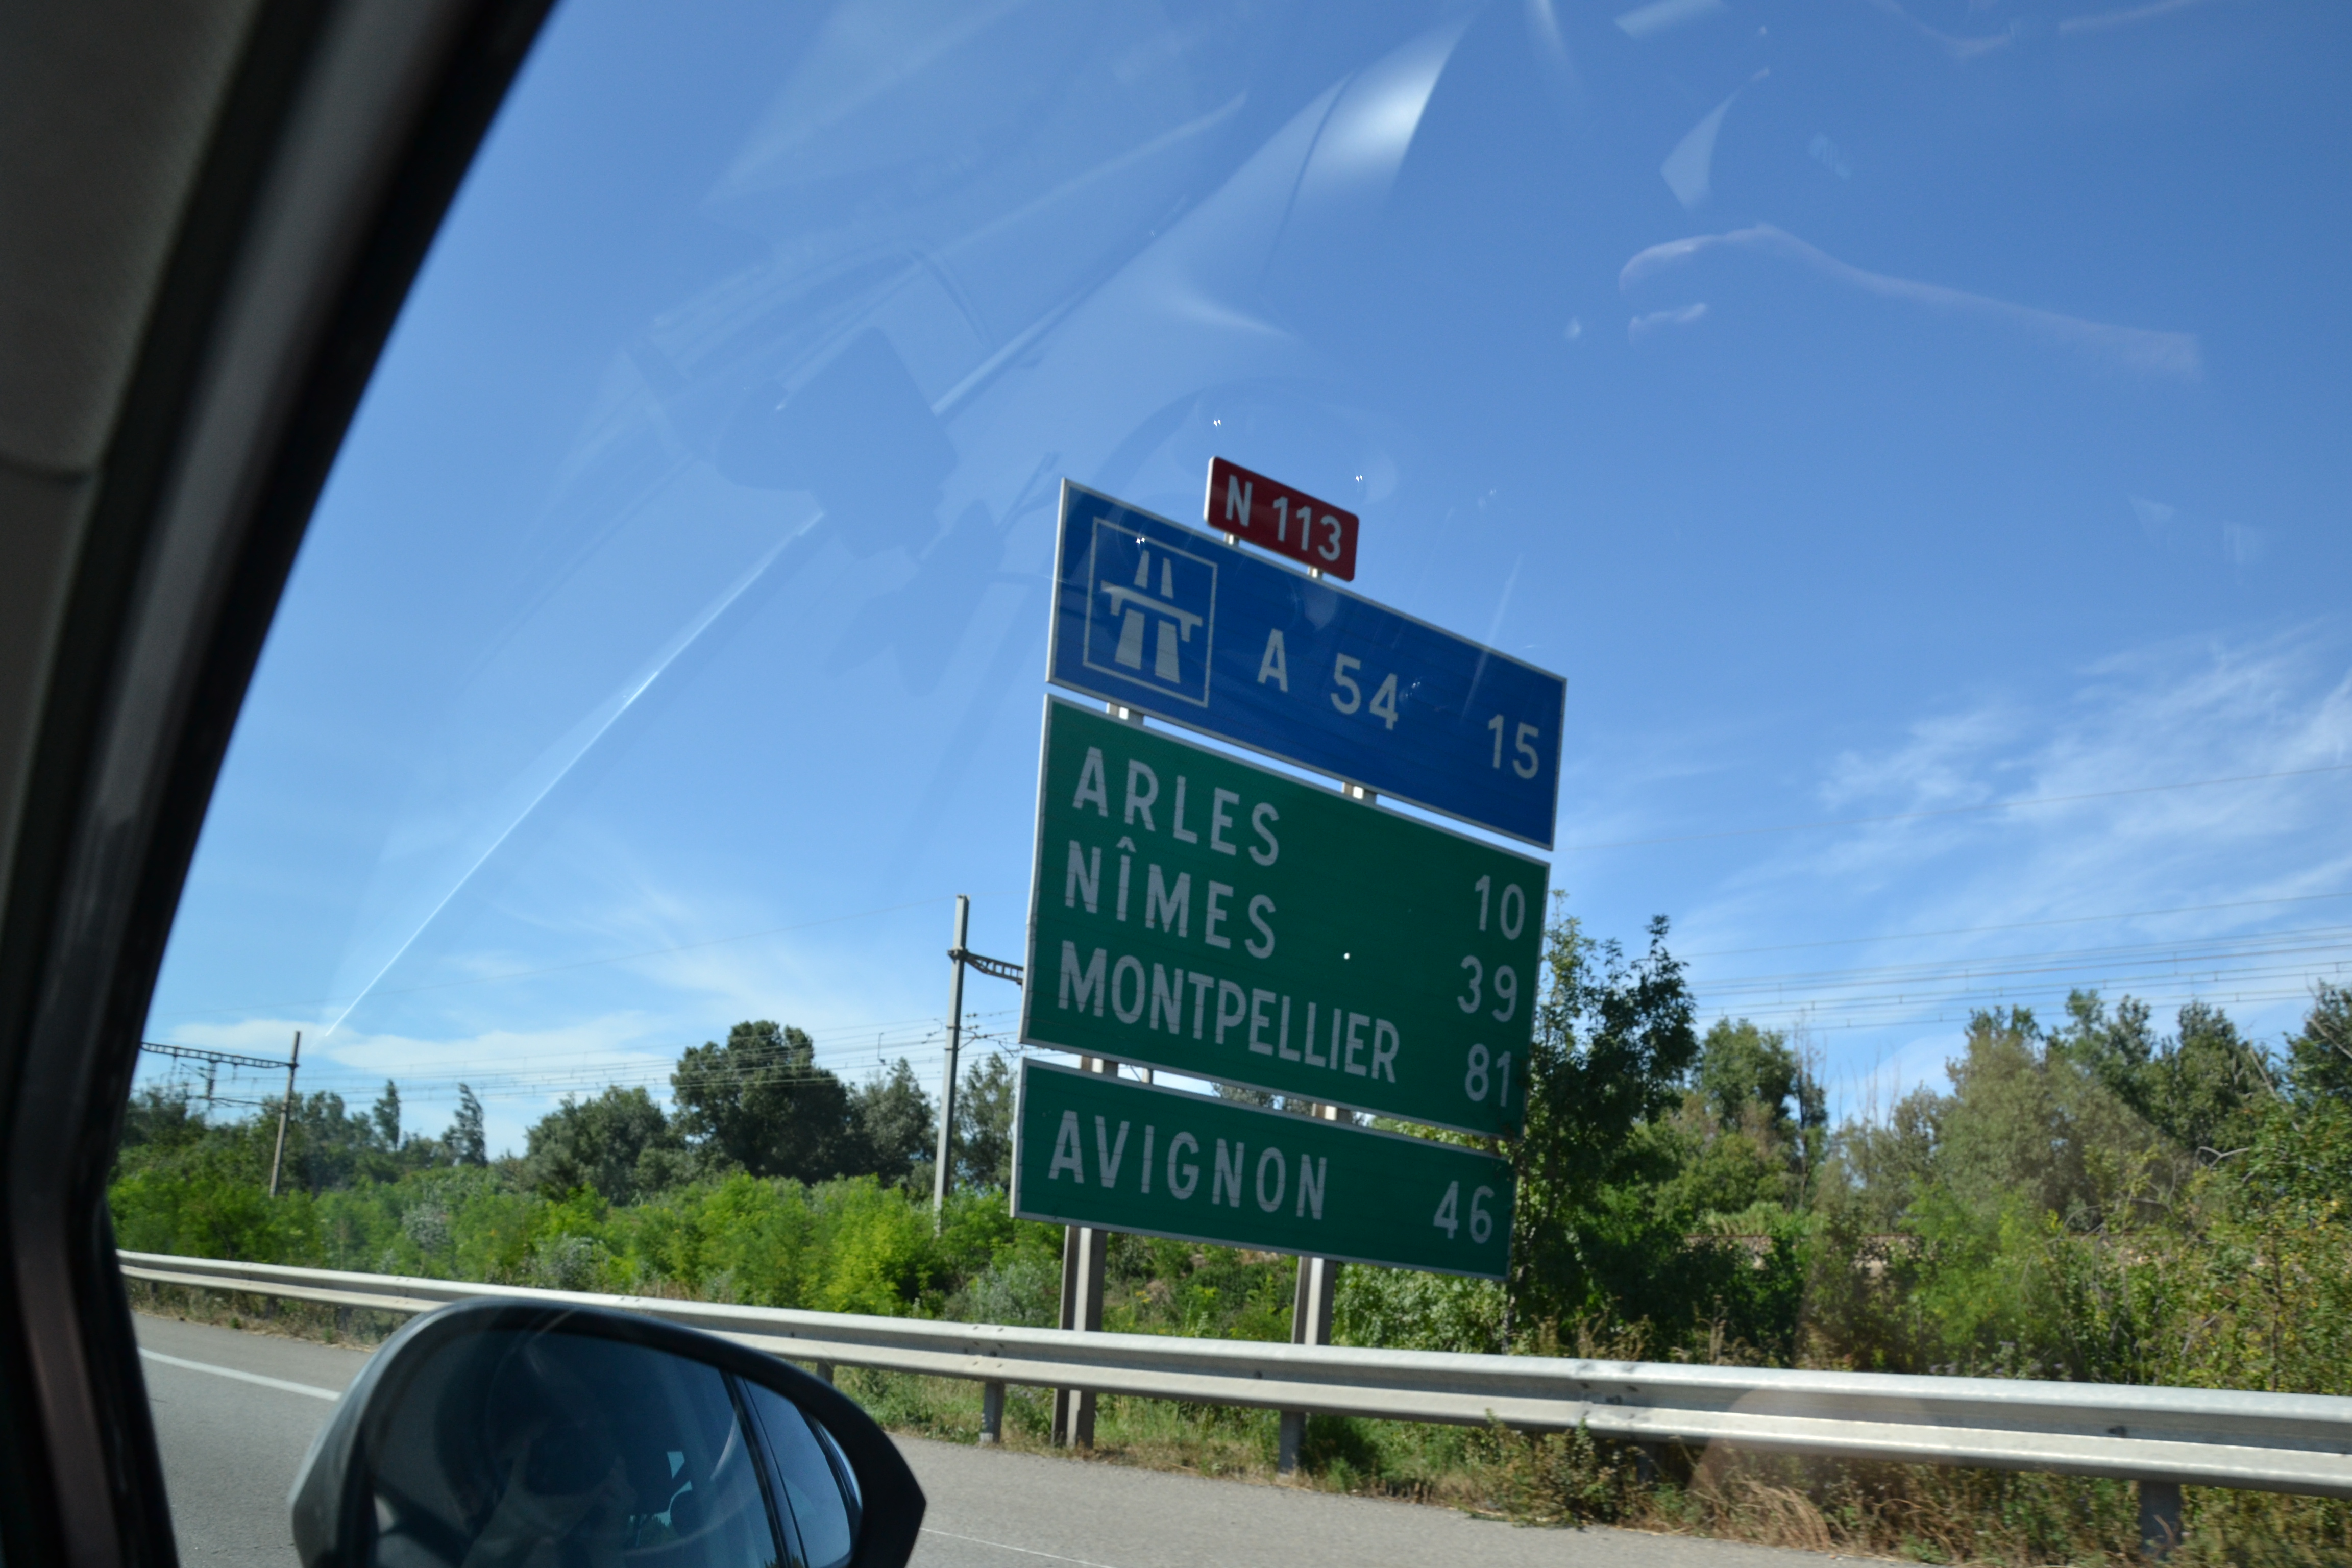 N 113
A 54 15
ARLES 10
NÎMES 39
MONTPELLIER 81
AVIGNON 46